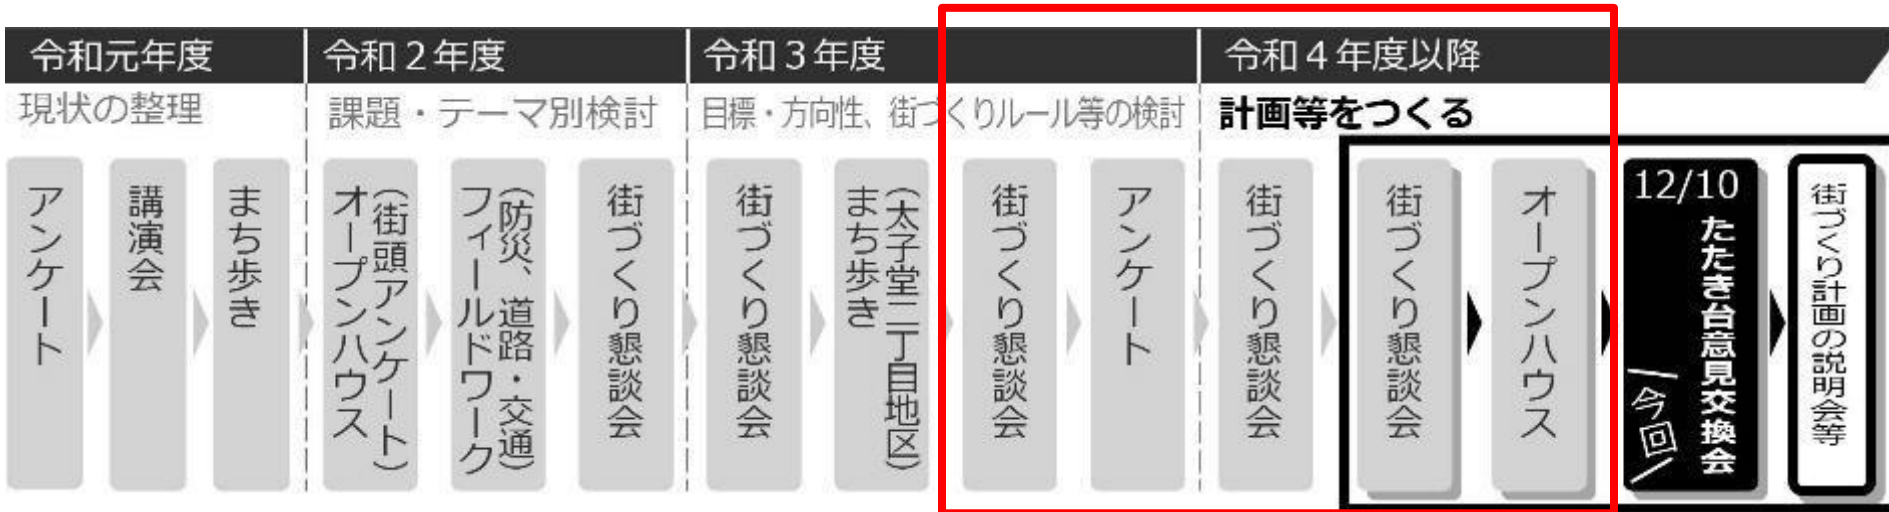 令和元年度
令和２年度
令和３年度
令和４年度以降
現状の整理
課題・テーマ別検討
目標・方向性、街づくりルール等の検討
計画等をつくる
アンケート
講演会
まち歩き
オープンハウス
(街頭アンケート)
フィールドワーク
(防災、道路・交通)
街づくり懇談会
街づくり懇談会
まち歩き
(太子堂二丁目地区)
街づくり懇談会
アンケート
街づくり懇談会
街づくり懇談会
オープンハウス
12/10
たたき台意見交換会
今回
街づくり計画の説明会等